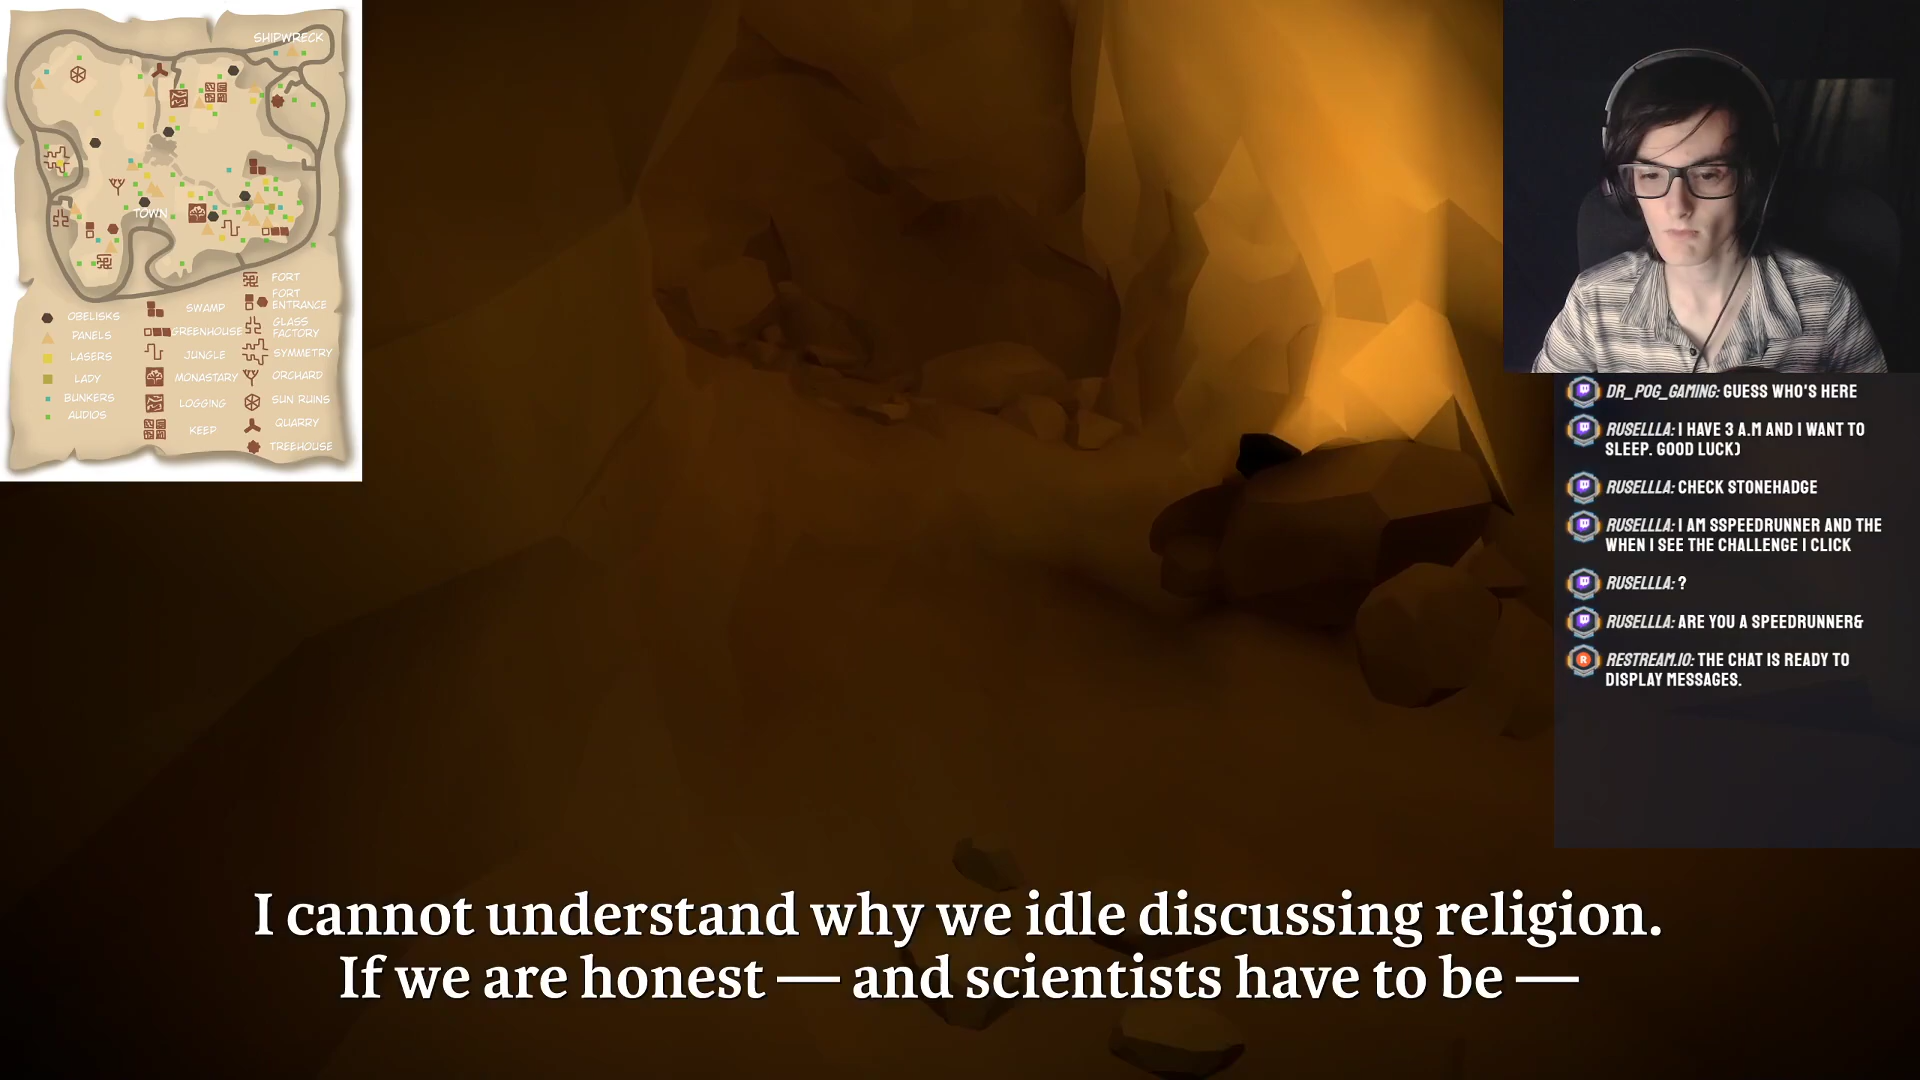 SHIPWRECK
TOWN
OBELISKS
PANELS
LASERS
LADY
BUNKERS
AUDIOS
SWAMP
GREENHOUSE
JUNGLE
MONASTARY
LOGGING
KEEP
FORT
FORT
ENTRANCE
GLASS
FACTORY
SYMMETRY
ORCHARD
SUN RUINS
QUARRY
TREEHOUSE
DR_POG_GAMING: GUESS WHO'S HERE
RUSELLLA: I HAVE 3 A.M AND I WANT TO
SLEEP. GOOD LUCK)
RUSELLLA: CHECK STONEHADGE
RUSELLLA: I AM SSPEEDRUNNER AND THE
WHEN I SEE THE CHALLENGE I CLICK
RUSELLLA: ?
RUSELLLA: ARE YOU A SPEEDRUNNER&
RESTREAM.IO: THE CHAT IS READY TO
DISPLAY MESSAGES.
I cannot understand why we idle discussing religion.
If we are honest — and scientists have to be —